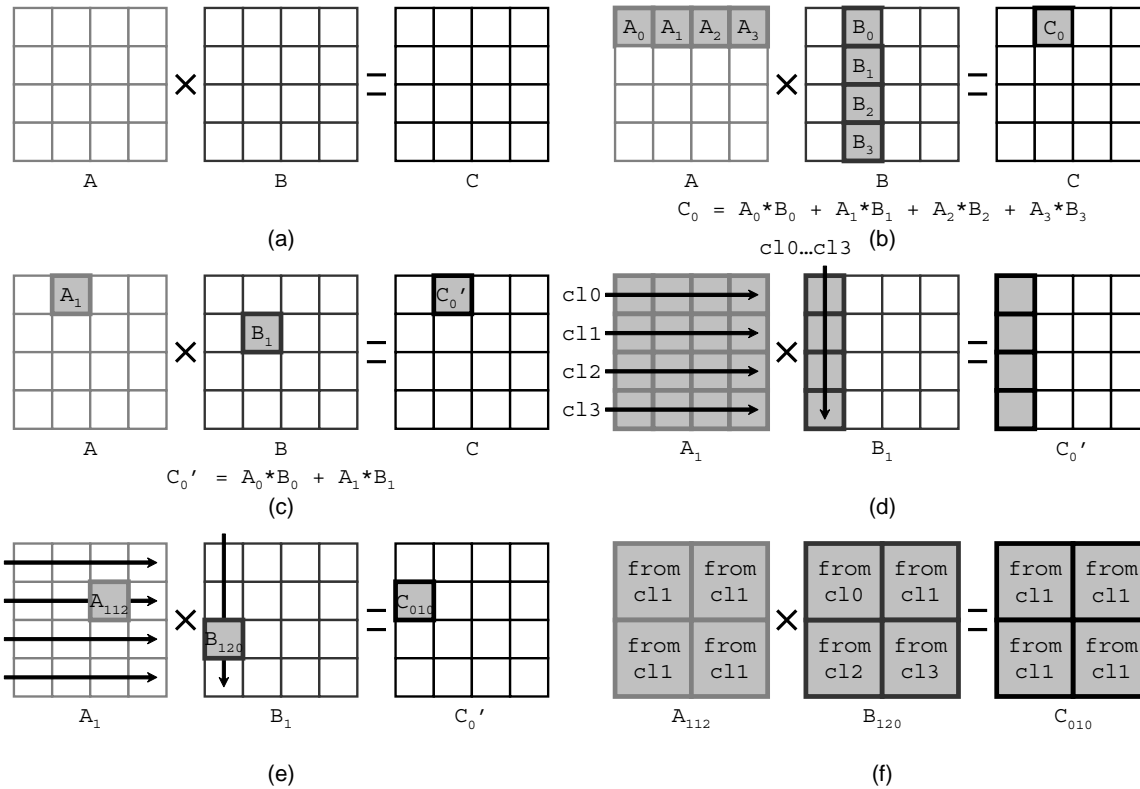 ×
=
A B C
(a)
A₀ A₁ A₂ A₃
B₀
B₁
B₂
B₃
C₀
×
=
A B C
C₀ = A₀*B₀ + A₁*B₁ + A₂*B₂ + A₃*B₃
(b)
A₁
×
B₁
=
C₀′
A B C
C₀′ = A₀*B₀ + A₁*B₁
(c)
cl0…cl3
cl0
cl1
cl2
cl3
×
=
A₁ B₁ C₀′
(d)
A₁₁₂
×
B₁₂₀
=
C₀₁₀
A₁ B₁ C₀′
(e)
from cl1 from cl1
from cl1 from cl1
×
from cl0 from cl1
from cl2 from cl3
=
from cl1 from cl1
from cl1 from cl1
A₁₁₂ B₁₂₀ C₀₁₀
(f)